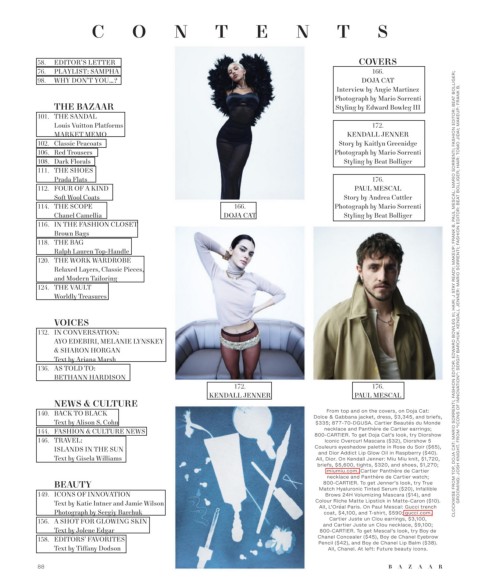 CONTENTS
58. EDITOR'S LETTER
76. PLAYLIST: SAMPHA
98. WHY DON'T YOU...?
THE BAZAAR
101. THE SANDAL
Louis Vuitton Platforms
MARKET MEMO
102. Classic Peacoats
106. Red Trousers
108. Dark Florals
111. THE SHOES
Prada Flats
112. FOUR OF A KIND
Soft Wool Coats
114. THE SCOPE
Chanel Camellia
116. IN THE FASHION CLOSET
Brown Bags
118. THE BAG
Ralph Lauren Top-Handle
120. THE WORK WARDROBE
Relaxed Layers, Classic Pieces,
and Modern Tailoring
124. THE VAULT
Worldly Treasures
VOICES
132. IN CONVERSATION:
AYO EDEBIRI, MELANIE LYNSKEY
& SHARON HORGAN
Text by Ariana Marsh
136. AS TOLD TO:
BETHANN HARDISON
NEWS & CULTURE
140. BACK TO BLACK
Text by Alison S. Cohn
144. FASHION & CULTURE NEWS
146. TRAVEL:
ISLANDS IN THE SUN
Text by Gisela Williams
BEAUTY
149. ICONS OF INNOVATION
Text by Katie Intner and Jamie Wilson
Photograph by Sergiy Barchuk
156. A SHOT FOR GLOWING SKIN
Text by Jolene Edgar
158. EDITORS' FAVORITES
Text by Tiffany Dodson
166.
DOJA CAT
172.
KENDALL JENNER
COVERS
166.
DOJA CAT
Interview by Angie Martinez
Photograph by Mario Sorrenti
Styling by Edward Bowleg III
172.
KENDALL JENNER
Story by Kaitlyn Greenidge
Photograph by Mario Sorrenti
Styling by Beat Bolliger
176.
PAUL MESCAL
Story by Andrea Cuttler
Photograph by Mario Sorrenti
Styling by Beat Bolliger
176.
PAUL MESCAL
From top and on the covers, on Doja Cat:
Dolce & Gabbana jacket, dress, $3,345, and briefs,
$335; 877-70-DGUSA. Cartier Beautés du Monde
necklace and Panthère de Cartier earrings;
800-CARTIER. To get Doja Cat's look, try Diorshow
Iconic Overcurl Mascara ($32), Diorshow 5
Couleurs eyeshadow palette in Rose du Soir ($65),
and Dior Addict Lip Glow Oil in Raspberry ($40).
All, Dior. On Kendall Jenner: Miu Miu knit, $1,720,
briefs, $5,600, tights, $320, and shoes, $1,270;
miumiu.com. Cartier Panthère de Cartier
necklace and Panthère de Cartier watch;
800-CARTIER. To get Jenner's look, try True
Match Hyaluronic Tinted Serum ($20), Infallible
Brows 24H Volumizing Mascara ($14), and
Colour Riche Matte Lipstick in Matte-Caron ($10).
All, L'Oréal Paris. On Paul Mescal: Gucci trench
coat, $4,100, and T-shirt, $590; gucci.com.
Cartier Juste un Clou earrings, $3,100,
and Cartier Juste un Clou necklace, $9,100;
800-CARTIER. To get Mescal's look, try Boy de
Chanel Concealer ($45), Boy de Chanel Eyebrow
Pencil ($42), and Boy de Chanel Lip Balm ($38).
All, Chanel. At left: Future beauty icons.
68
BAZAAR